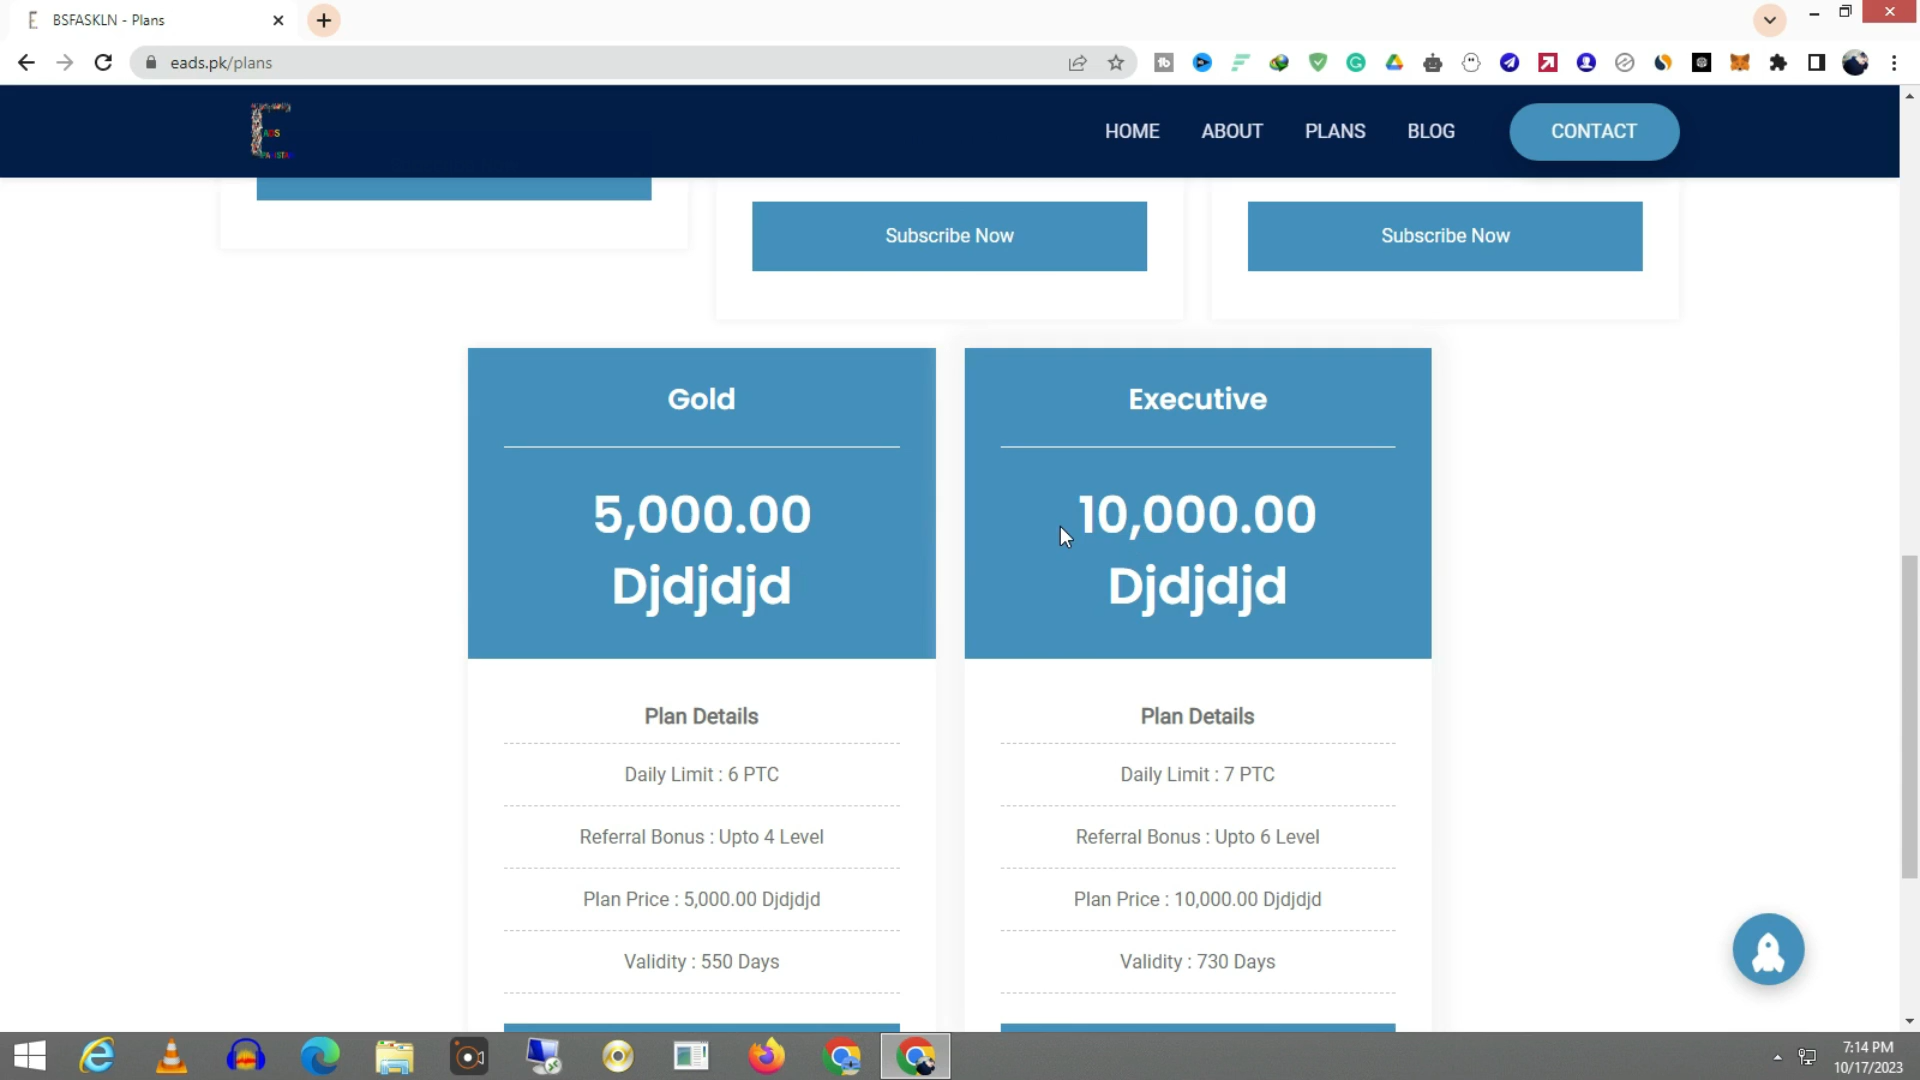 BSFASKLN - Plans
eads.pk/plans
ADS
HOME
ABOUT
PLANS
BLOG
CONTACT
Subscribe Now
Subscribe Now
Gold
5,000.00
Djdjdjd
Plan Details
Daily Limit : 6 PTC
Referral Bonus : Upto 4 Level
Plan Price : 5,000.00 Djdjdjd
Validity : 550 Days
Executive
10,000.00
Djdjdjd
Plan Details
Daily Limit : 7 PTC
Referral Bonus : Upto 6 Level
Plan Price : 10,000.00 Djdjdjd
Validity : 730 Days
7:14 PM
10/17/2023